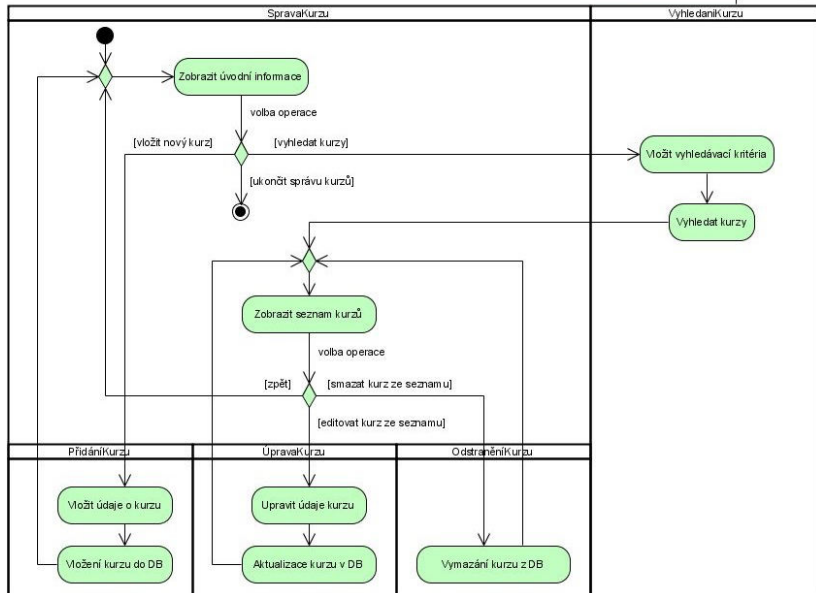 SpravaKurzu
VyhledaniKurzu
Zobrazit úvodní informace
volba operace
[vložit nový kurz]
[vyhledat kurzy]
Vložit vyhledávací kritéria
[ukončit správu kurzů]
Vyhledat kurzy
Zobrazit seznam kurzů
volba operace
[zpět]
[smazat kurz ze seznamu]
[editovat kurz ze seznamu]
PřidáníKurzu
ÚpravaKurzu
OdstraněníKurzu
Vložit údaje o kurzu
Upravit údaje kurzu
Vložení kurzu do DB
Aktualizace kurzu v DB
Vymazání kurzu z DB